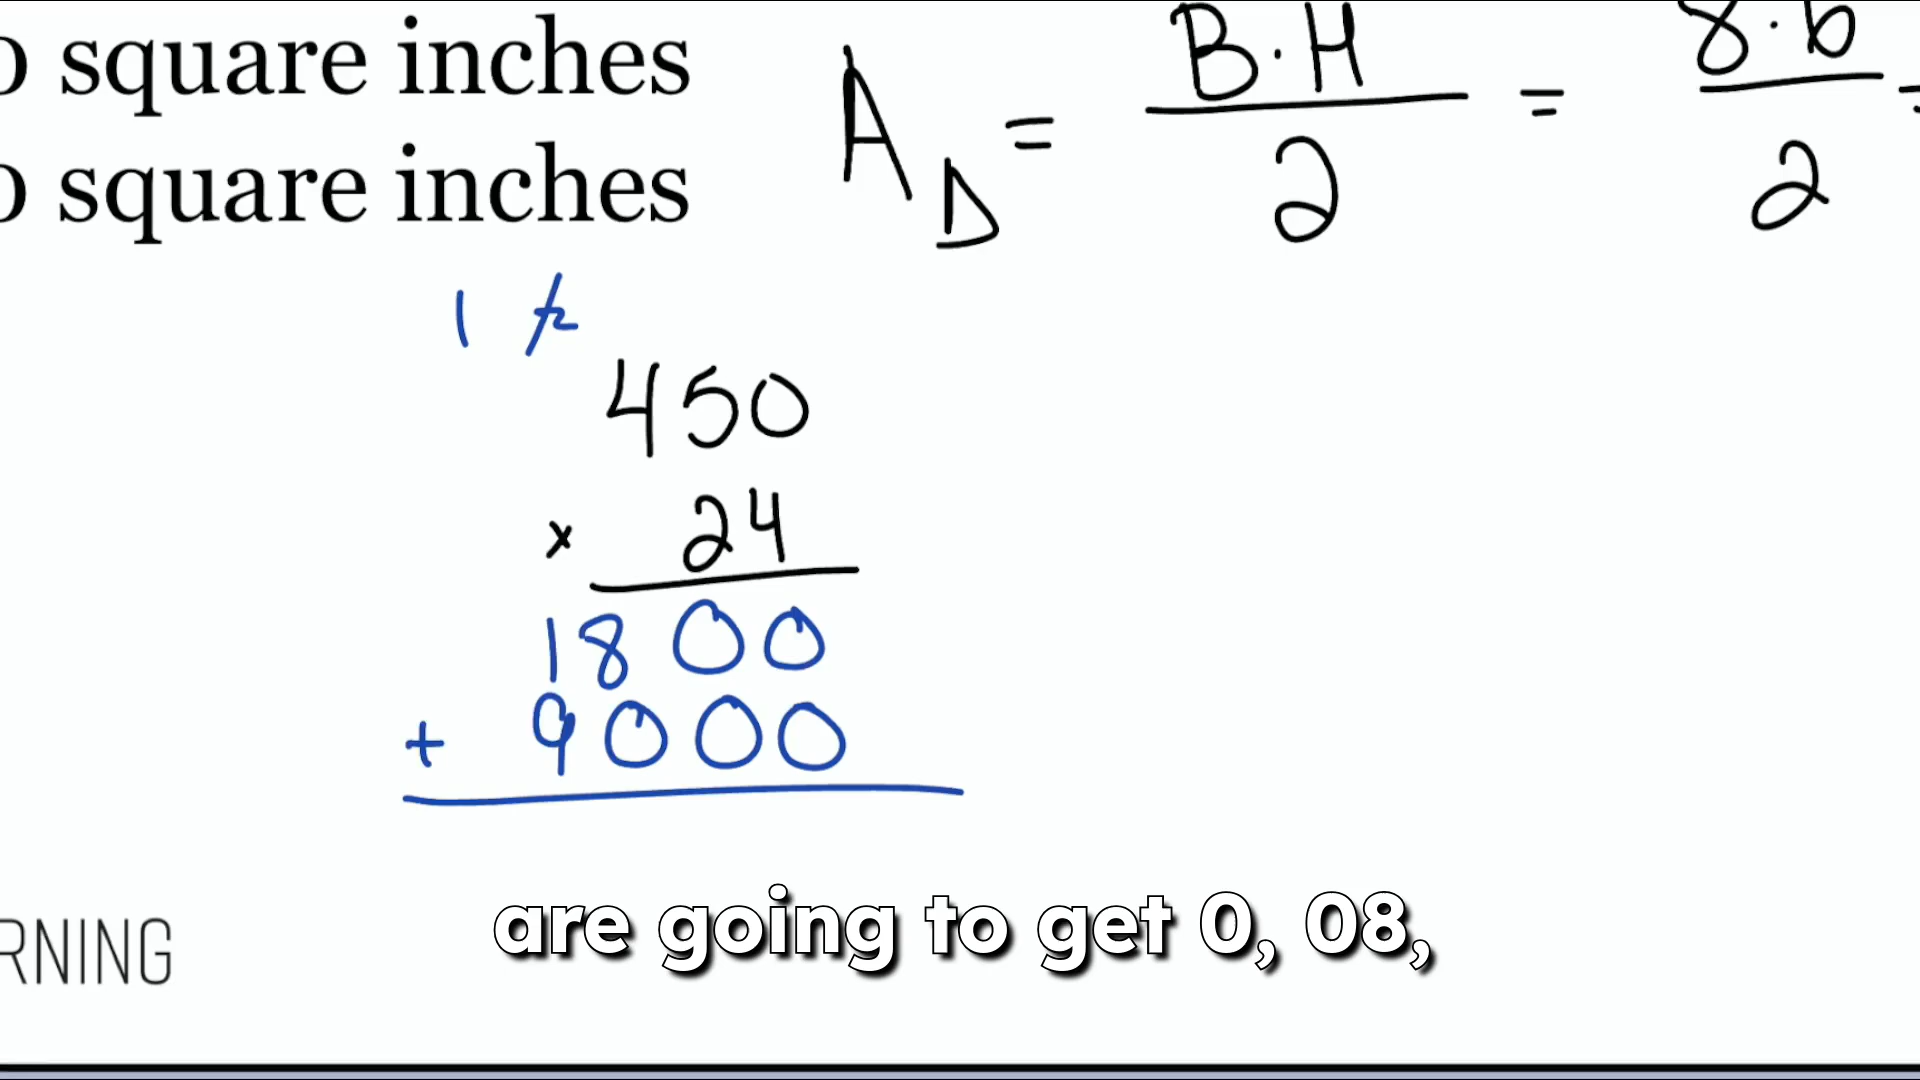 square inches
square inches
A_D = B·H / 2 = 8·6 / 2 =
1 2
450
× 24
1800
+ 9000
are going to get 0, 08,
RNING